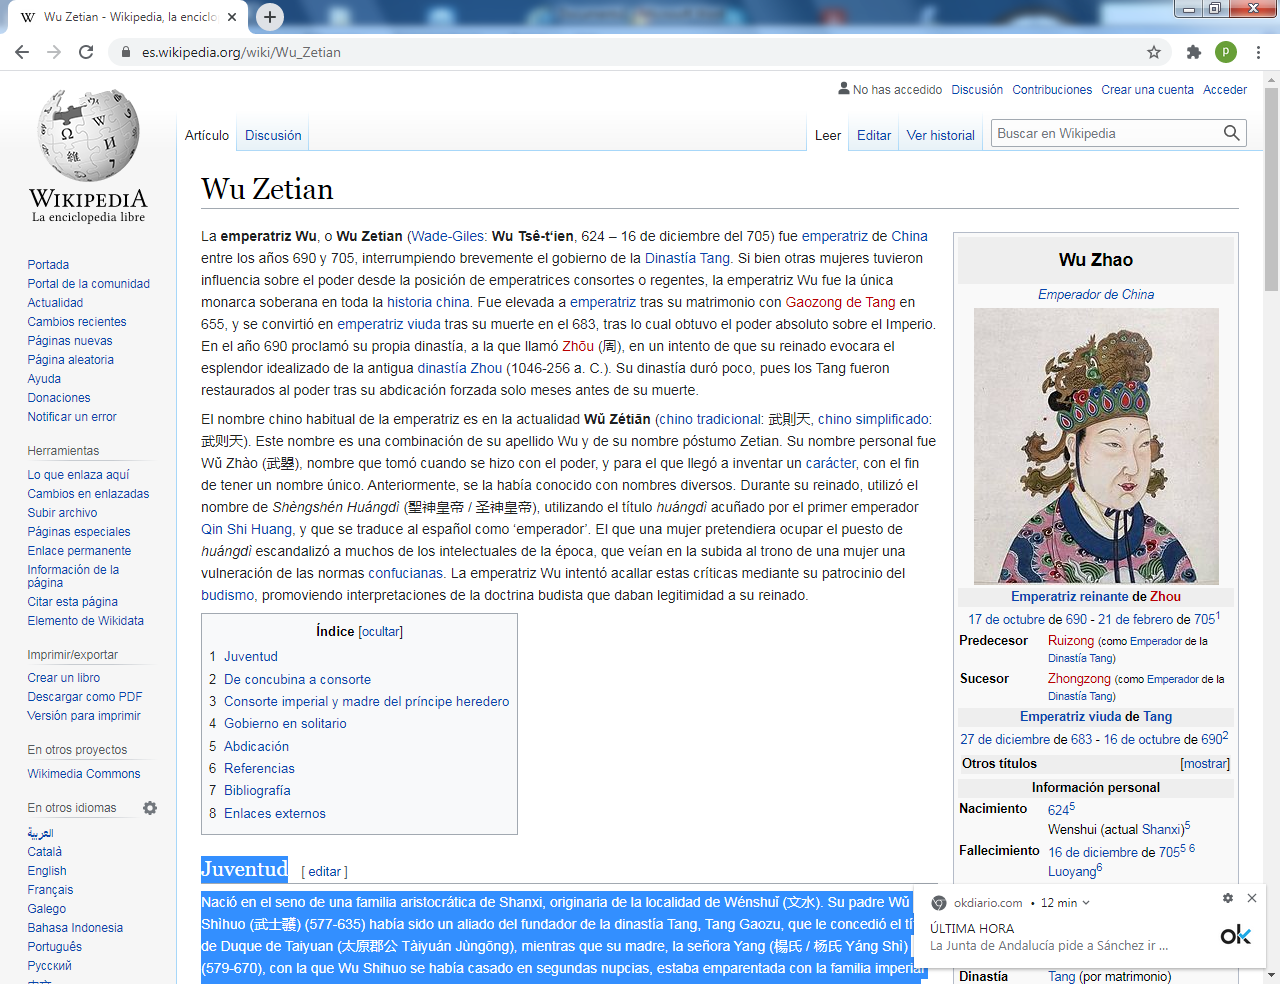 Wu Zetian - Wikipedia, la enciclo
es.wikipedia.org/wiki/Wu_Zetian
p
No has accedido Discusión Contribuciones Crear una cuenta Acceder
Artículo Discusión Leer Editar Ver historial Buscar en Wikipedia
WIKIPEDIA
La enciclopedia libre
Portada
Portal de la comunidad
Actualidad
Cambios recientes
Páginas nuevas
Página aleatoria
Ayuda
Donaciones
Notificar un error
Herramientas
Lo que enlaza aquí
Cambios en enlazadas
Subir archivo
Páginas especiales
Enlace permanente
Información de la
página
Citar esta página
Elemento de Wikidata
Imprimir/exportar
Crear un libro
Descargar como PDF
Versión para imprimir
En otros proyectos
Wikimedia Commons
En otros idiomas
العربية
Català
English
Français
Galego
Bahasa Indonesia
Português
Русский
中文
Wu Zetian
La emperatriz Wu, o Wu Zetian (Wade-Giles: Wu Tsê-t‘ien, 624 – 16 de diciembre del 705) fue emperatriz de China
entre los años 690 y 705, interrumpiendo brevemente el gobierno de la Dinastía Tang. Si bien otras mujeres tuvieron
influencia sobre el poder desde la posición de emperatrices consortes o regentes, la emperatriz Wu fue la única
monarca soberana en toda la historia china. Fue elevada a emperatriz tras su matrimonio con Gaozong de Tang en
655, y se convirtió en emperatriz viuda tras su muerte en el 683, tras lo cual obtuvo el poder absoluto sobre el Imperio.
En el año 690 proclamó su propia dinastía, a la que llamó Zhōu (周), en un intento de que su reinado evocara el
esplendor idealizado de la antigua dinastía Zhou (1046-256 a. C.). Su dinastía duró poco, pues los Tang fueron
restaurados al poder tras su abdicación forzada solo meses antes de su muerte.
El nombre chino habitual de la emperatriz es en la actualidad Wǔ Zétiān (chino tradicional: 武則天, chino simplificado:
武则天). Este nombre es una combinación de su apellido Wu y de su nombre póstumo Zetian. Su nombre personal fue
Wǔ Zhào (武曌), nombre que tomó cuando se hizo con el poder, y para el que llegó a inventar un carácter, con el fin
de tener un nombre único. Anteriormente, se la había conocido con nombres diversos. Durante su reinado, utilizó el
nombre de Shèngshén Huángdì (聖神皇帝 / 圣神皇帝), utilizando el título huángdì acuñado por el primer emperador
Qin Shi Huang, y que se traduce al español como ‘emperador’. El que una mujer pretendiera ocupar el puesto de
huángdì escandalizó a muchos de los intelectuales de la época, que veían en la subida al trono de una mujer una
vulneración de las normas confucianas. La emperatriz Wu intentó acallar estas críticas mediante su patrocinio del
budismo, promoviendo interpretaciones de la doctrina budista que daban legitimidad a su reinado.
Índice [ocultar]
1 Juventud
2 De concubina a consorte
3 Consorte imperial y madre del príncipe heredero
4 Gobierno en solitario
5 Abdicación
6 Referencias
7 Bibliografía
8 Enlaces externos
Juventud [ editar ]
Nació en el seno de una familia aristocrática de Shanxi, originaria de la localidad de Wénshuǐ (文水). Su padre Wǔ
Shìhuo (武士彠) (577-635) había sido un aliado del fundador de la dinastía Tang, Tang Gaozu, que le concedió el
de Duque de Taiyuan (太原郡公 Tàiyuán Jùngōng), mientras que su madre, la señora Yang (楊氏 / 杨氏 Yáng Shì)
(579-670), con la que Wu Shihuo se había casado en segundas nupcias, estaba emparentada con la familia imperial
Wu Zhao
Emperador de China
Emperatriz reinante de Zhou
17 de octubre de 690 - 21 de febrero de 705¹
Predecesor Ruizong (como Emperador de la
Dinastía Tang)
Sucesor Zhongzong (como Emperador de la
Dinastía Tang)
Emperatriz viuda de Tang
27 de diciembre de 683 - 16 de octubre de 690²
Otros títulos [mostrar]
Información personal
Nacimiento 624⁵
Wenshui (actual Shanxi)⁵
Fallecimiento 16 de diciembre de 705⁵ ⁶
Luoyang⁶
okdiario.com • 12 min
ÚLTIMA HORA
La Junta de Andalucía pide a Sánchez ir ...
ok
Dinastía Tang (por matrimonio)